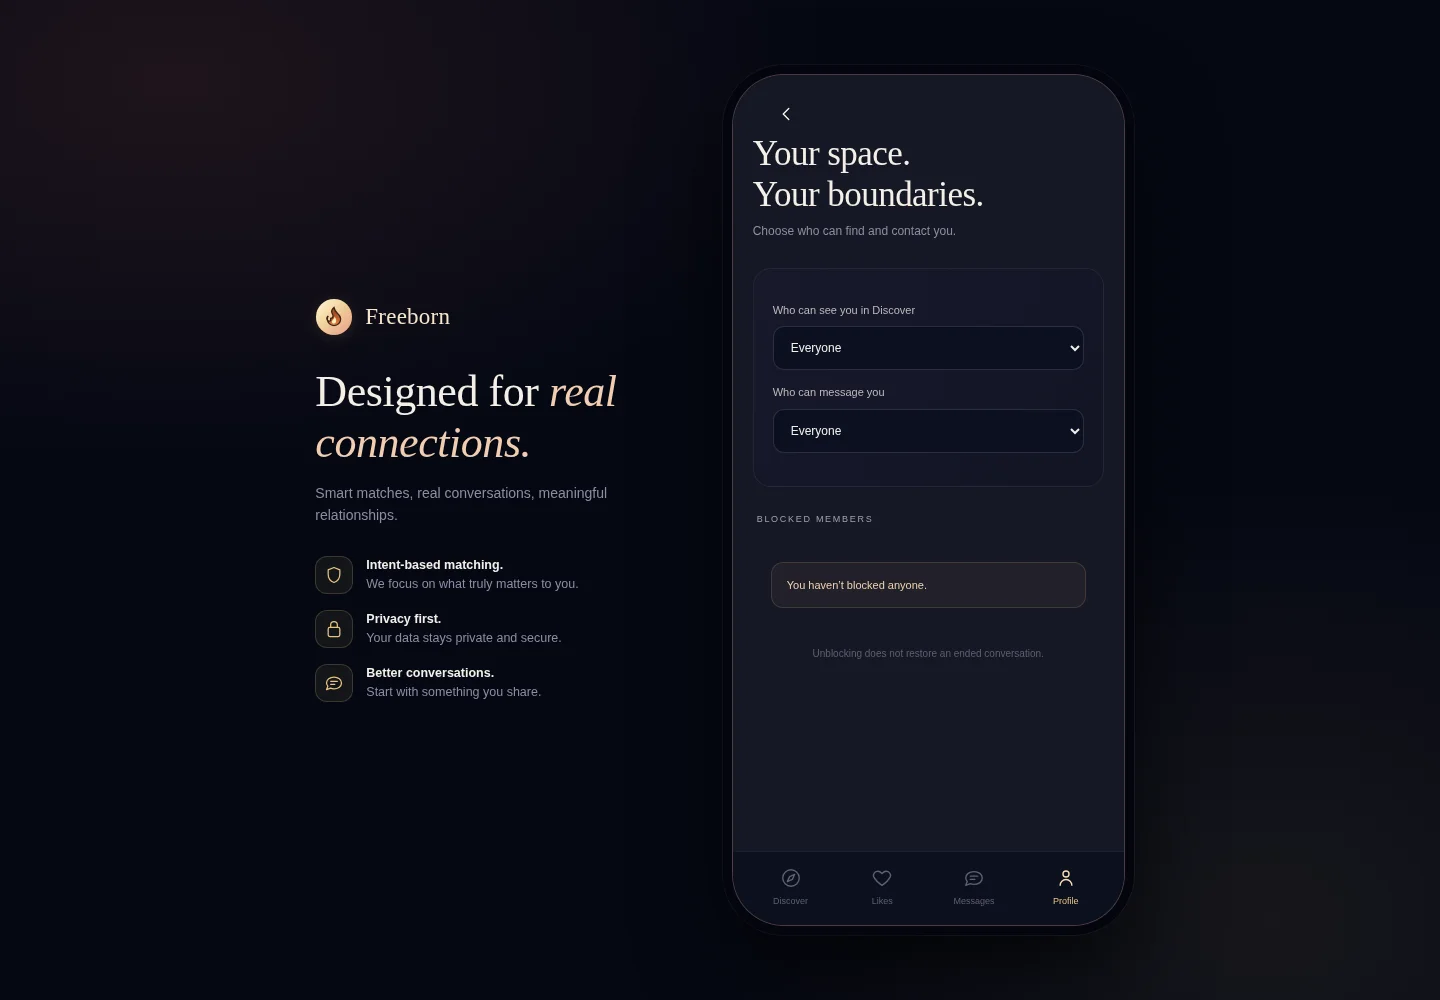 Freeborn
Designed for real
connections.
Smart matches, real conversations, meaningful
relationships.
Intent-based matching.
We focus on what truly matters to you.
Privacy first.
Your data stays private and secure.
Better conversations.
Start with something you share.
Your space.
Your boundaries.
Choose who can find and contact you.
Who can see you in Discover
Everyone
Who can message you
Everyone
BLOCKED MEMBERS
You haven't blocked anyone.
Unblocking does not restore an ended conversation.
Discover
Likes
Messages
Profile